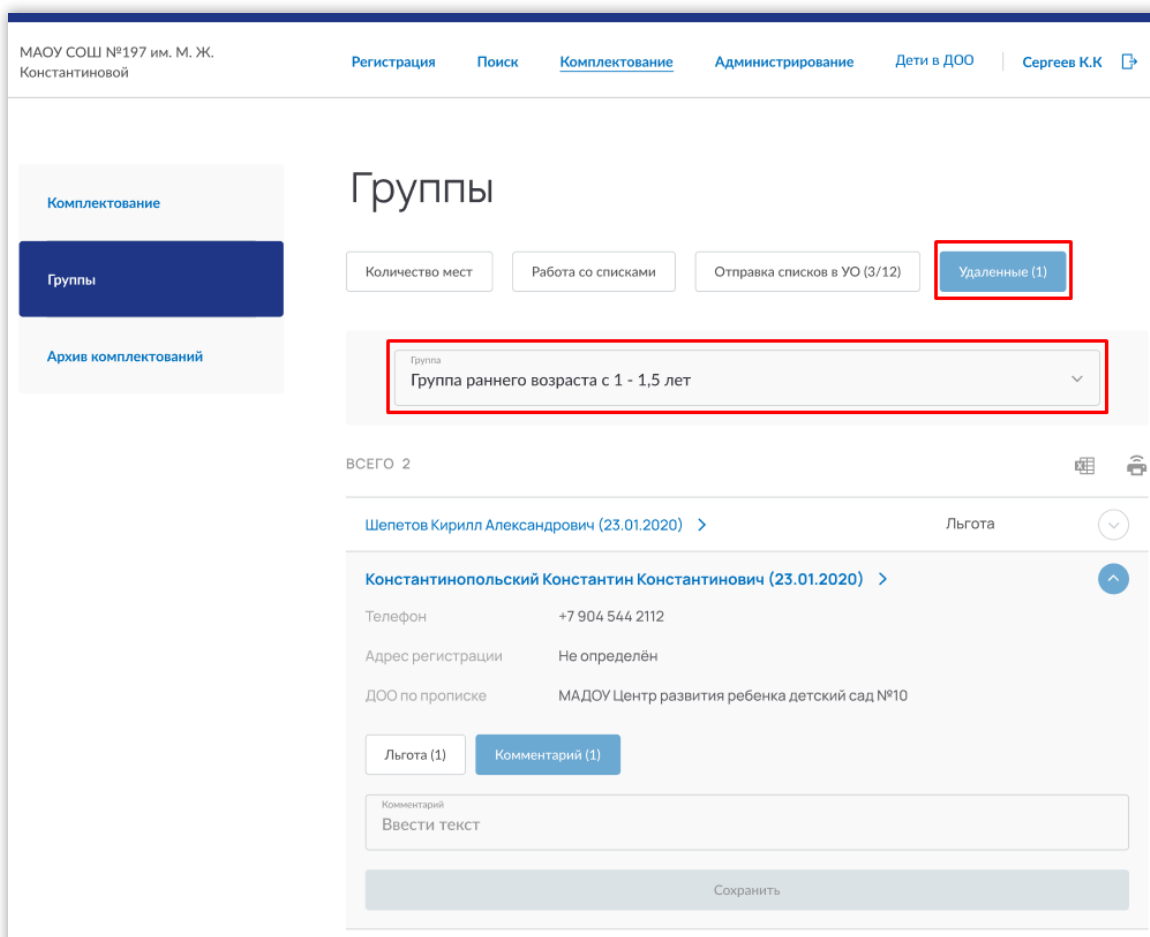 МАОУ СОШ №197 им. М. Ж.
Константиновой
Регистрация Поиск Комплектование Администрирование Дети в ДОО Сергеев К.К
Комплектование
Группы
Архив комплектований
Группы
Количество мест Работа со списками Отправка списков в УО (3/12) Удаленные (1)
Группа
Группа раннего возраста с 1 - 1,5 лет
ВСЕГО 2
Шепетов Кирилл Александрович (23.01.2020) Льгота
Константинопольский Константин Константинович (23.01.2020)
Телефон +7 904 544 2112
Адрес регистрации Не определён
ДОО по прописке МАДОУ Центр развития ребенка детский сад №10
Льгота (1) Комментарий (1)
Комментарий
Ввести текст
Сохранить